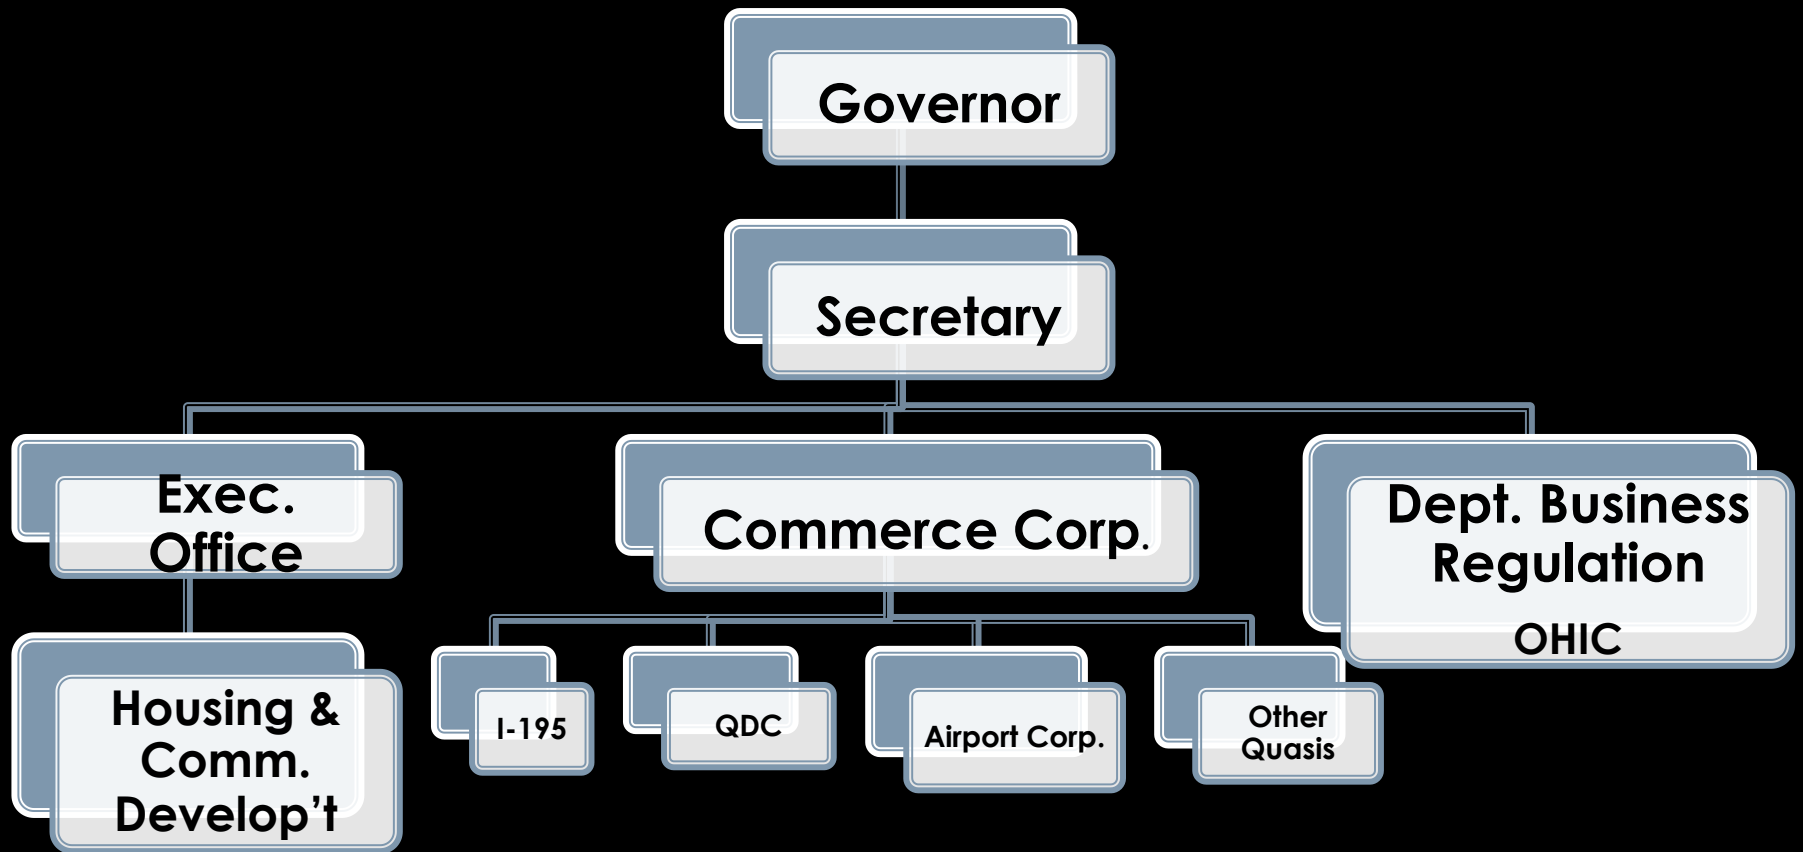 Governor
Secretary
Exec.
Office
Commerce Corp.
Dept. Business
Regulation
OHIC
Housing &
Comm.
Develop’t
I-195
QDC
Airport Corp.
Other
Quasis